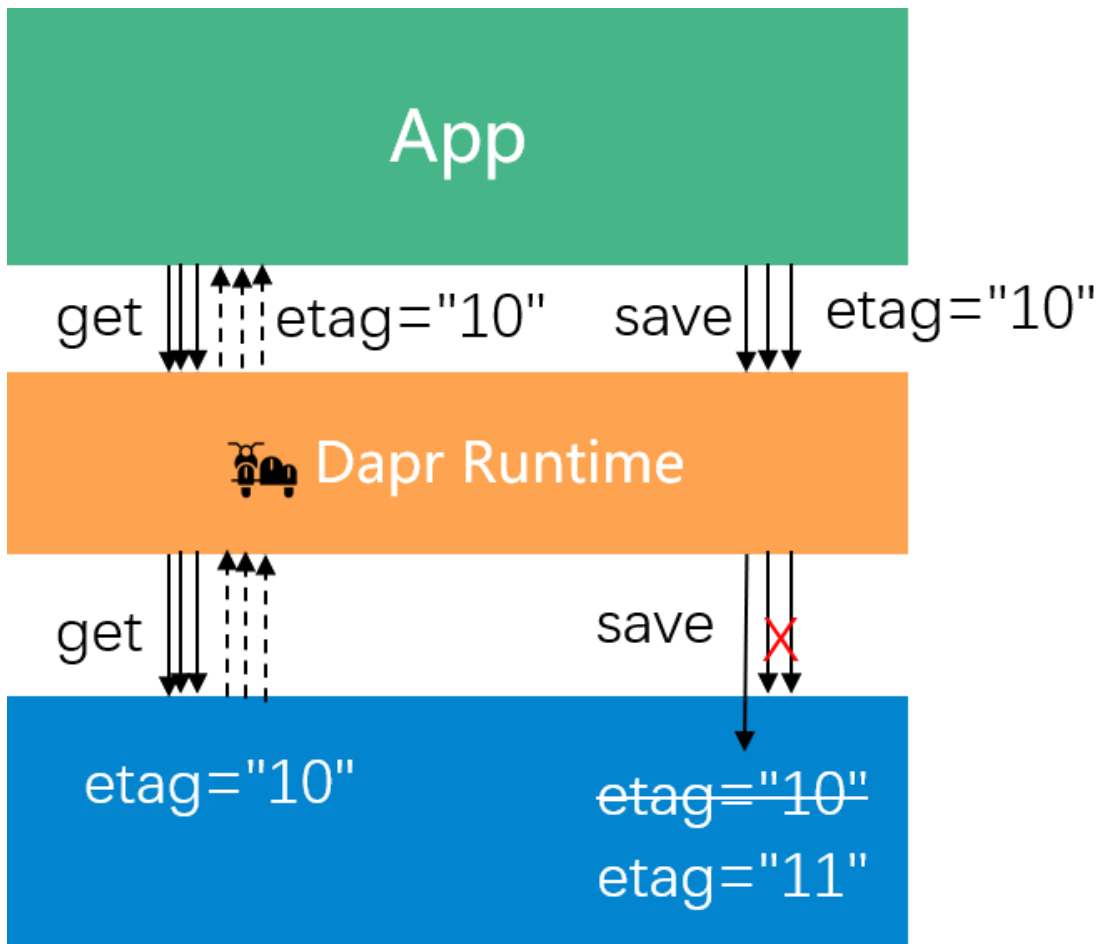 App
get
etag="10"
save
etag="10"
Dapr Runtime
get
save
X
etag="10"
etag="10"
etag="11"